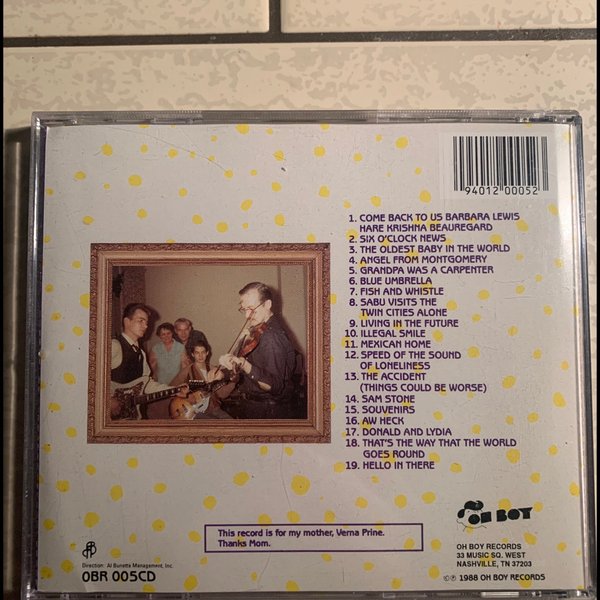 94012 00052
1. COME BACK TO US BARBARA LEWIS
HARE KRISHNA BEAUREGARD
2. SIX O'CLOCK NEWS
3. THE OLDEST BABY IN THE WORLD
4. ANGEL FROM MONTGOMERY
5. GRANDPA WAS A CARPENTER
6. BLUE UMBRELLA
7. FISH AND WHISTLE
8. SABU VISITS THE
TWIN CITIES ALONE
9. LIVING IN THE FUTURE
10. ILLEGAL SMILE
11. MEXICAN HOME
12. SPEED OF THE SOUND
OF LONELINESS
13. THE ACCIDENT
(THINGS COULD BE WORSE)
14. SAM STONE
15. SOUVENIRS
16. AW HECK
17. DONALD AND LYDIA
18. THAT'S THE WAY THAT THE WORLD
GOES ROUND
19. HELLO IN THERE
This record is for my mother, Verna Prine.
Thanks Mom.
Direction: Al Bunetta Management, Inc.
OBR 005CD
OH BOY
OH BOY RECORDS
33 MUSIC SQ. WEST
NASHVILLE, TN 37203
©℗ 1988 OH BOY RECORDS